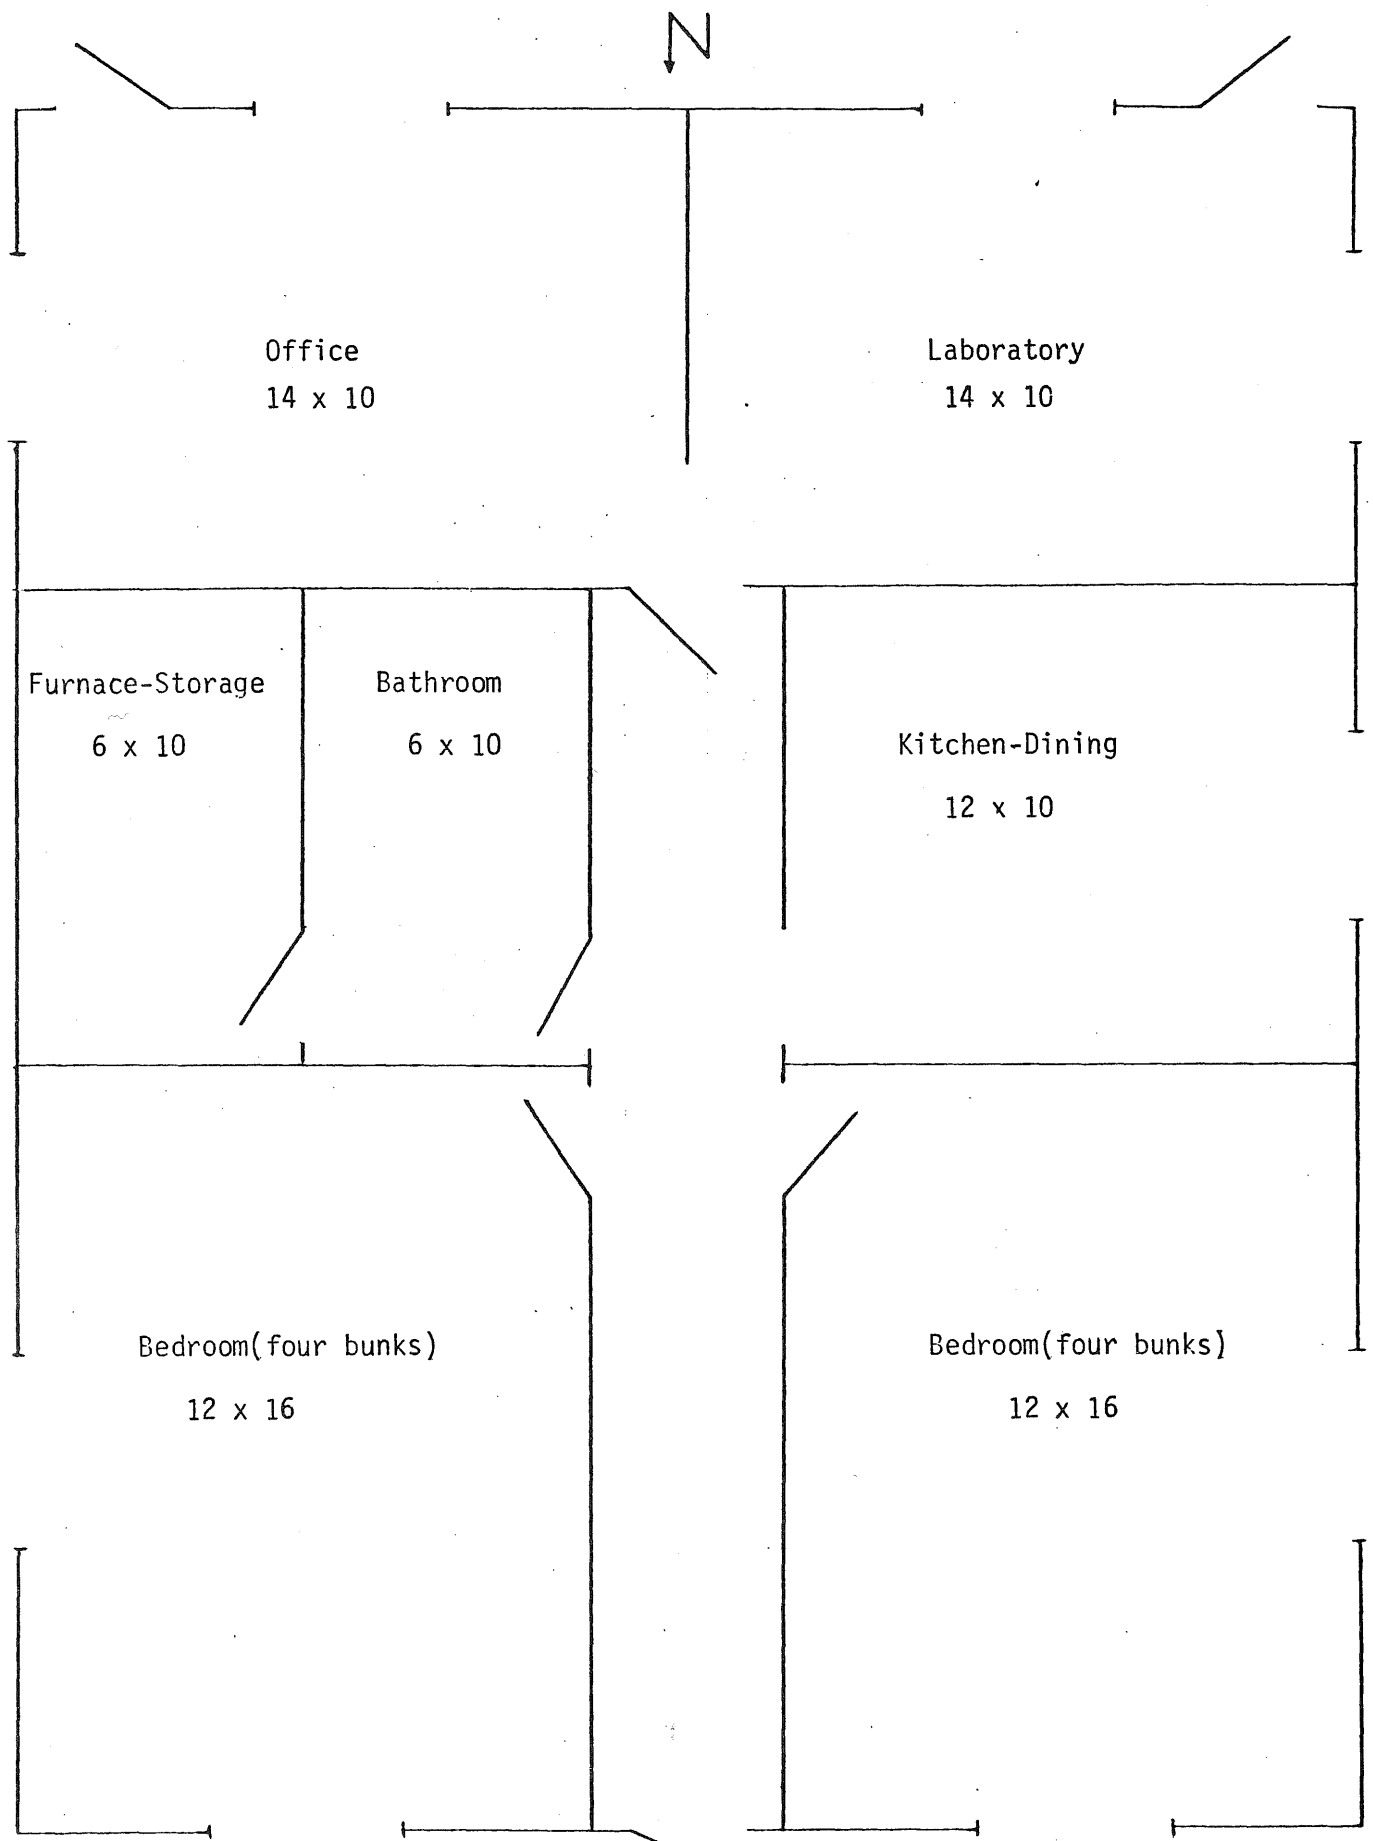 N
Office
14 x 10
Laboratory
14 x 10
Furnace-Storage
6 x 10
Bathroom
6 x 10
Kitchen-Dining
12 x 10
Bedroom(four bunks)
12 x 16
Bedroom(four bunks)
12 x 16